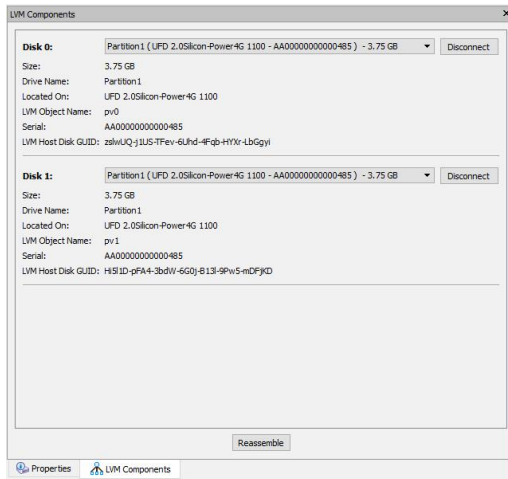 LVM Components
Disk 0: Partition1 ( UFD 2.0Silicon-Power4G 1100 - AA00000000000485 ) - 3.75 GB Disconnect
Size: 3.75 GB
Drive Name: Partition1
Located On: UFD 2.0Silicon-Power4G 1100
LVM Object Name: pv0
Serial: AA00000000000485
LVM Host Disk GUID: zslwUQ-j1US-TFev-6Uhd-4Fqb-HYXr-LbGgyi
Disk 1: Partition1 ( UFD 2.0Silicon-Power4G 1100 - AA00000000000485 ) - 3.75 GB Disconnect
Size: 3.75 GB
Drive Name: Partition1
Located On: UFD 2.0Silicon-Power4G 1100
LVM Object Name: pv1
Serial: AA00000000000485
LVM Host Disk GUID: Hi5l1D-pFA4-3bdW-6G0j-B13l-9Pw5-mDFjKD
Reassemble
Properties LVM Components